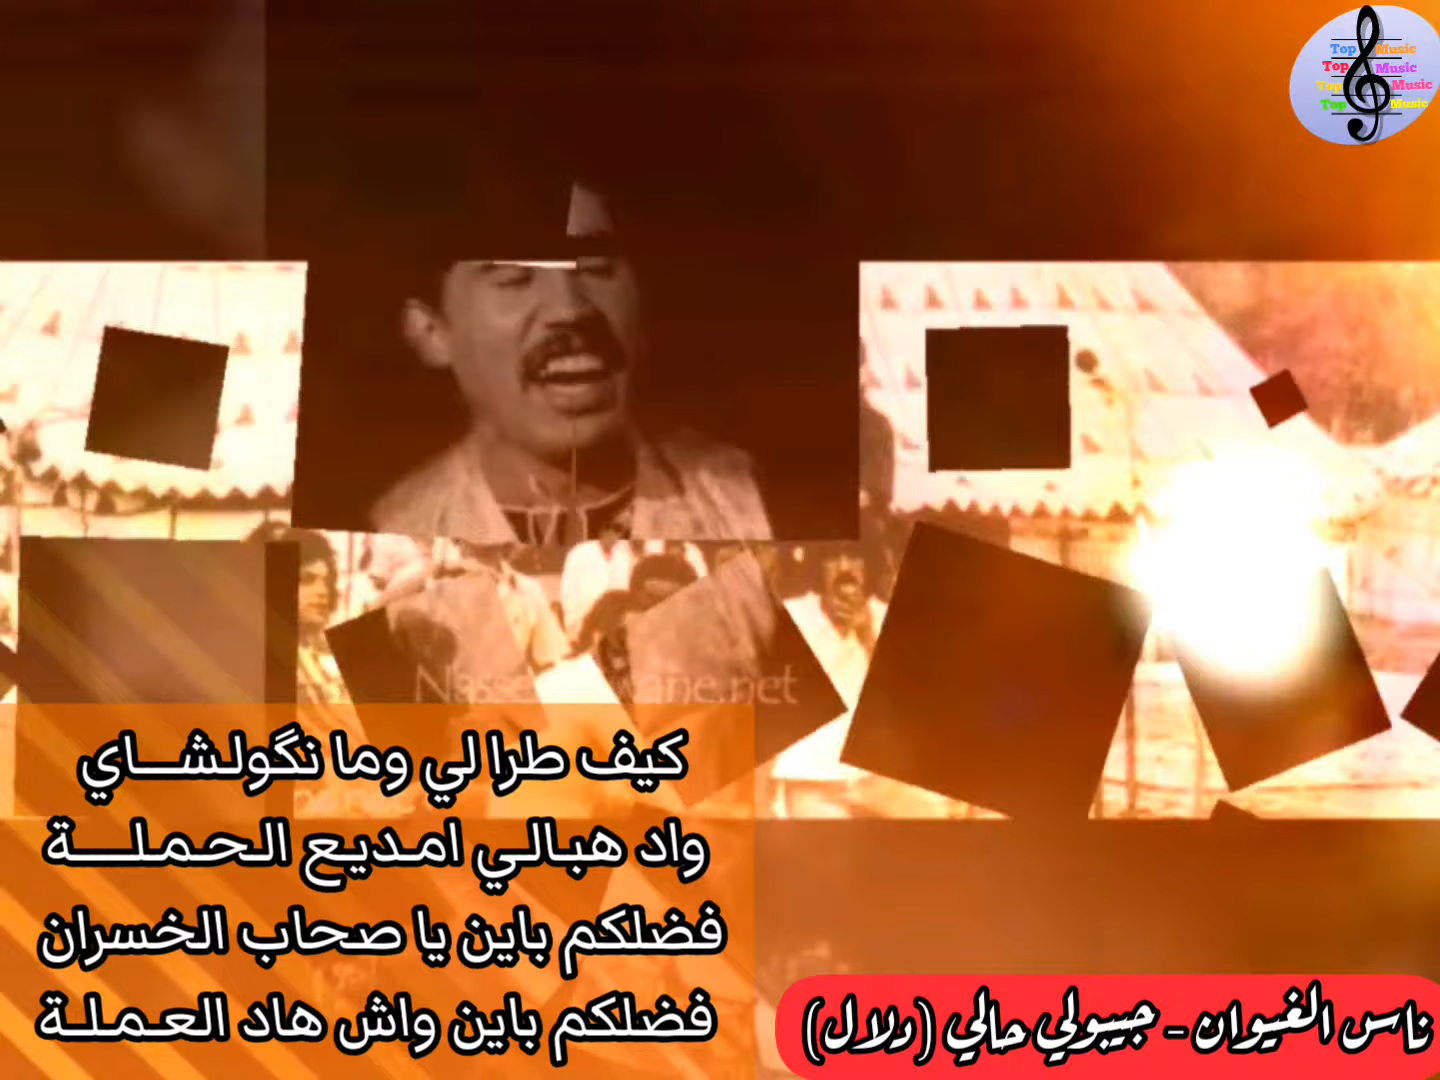 Top Music
Top Music
Top Music
Top Music
كيف طرا لي وما نگولشاي
واد هبالي امديع الحملة
فضلكم باين يا صحاب الخسران
فضلكم باين واش هاد العملة
ناس الغيوان - جيبولي حالي (دلال)